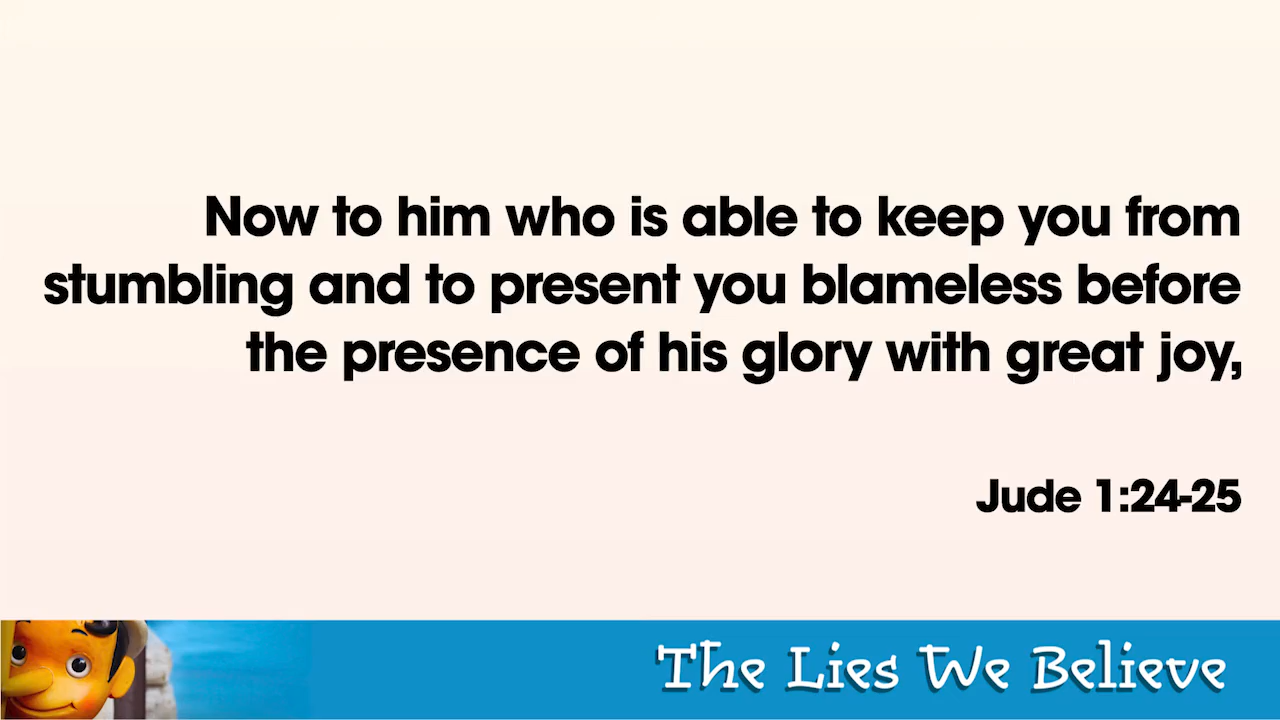 Now to him who is able to keep you from
stumbling and to present you blameless before
the presence of his glory with great joy,
Jude 1:24-25
The Lies We Believe